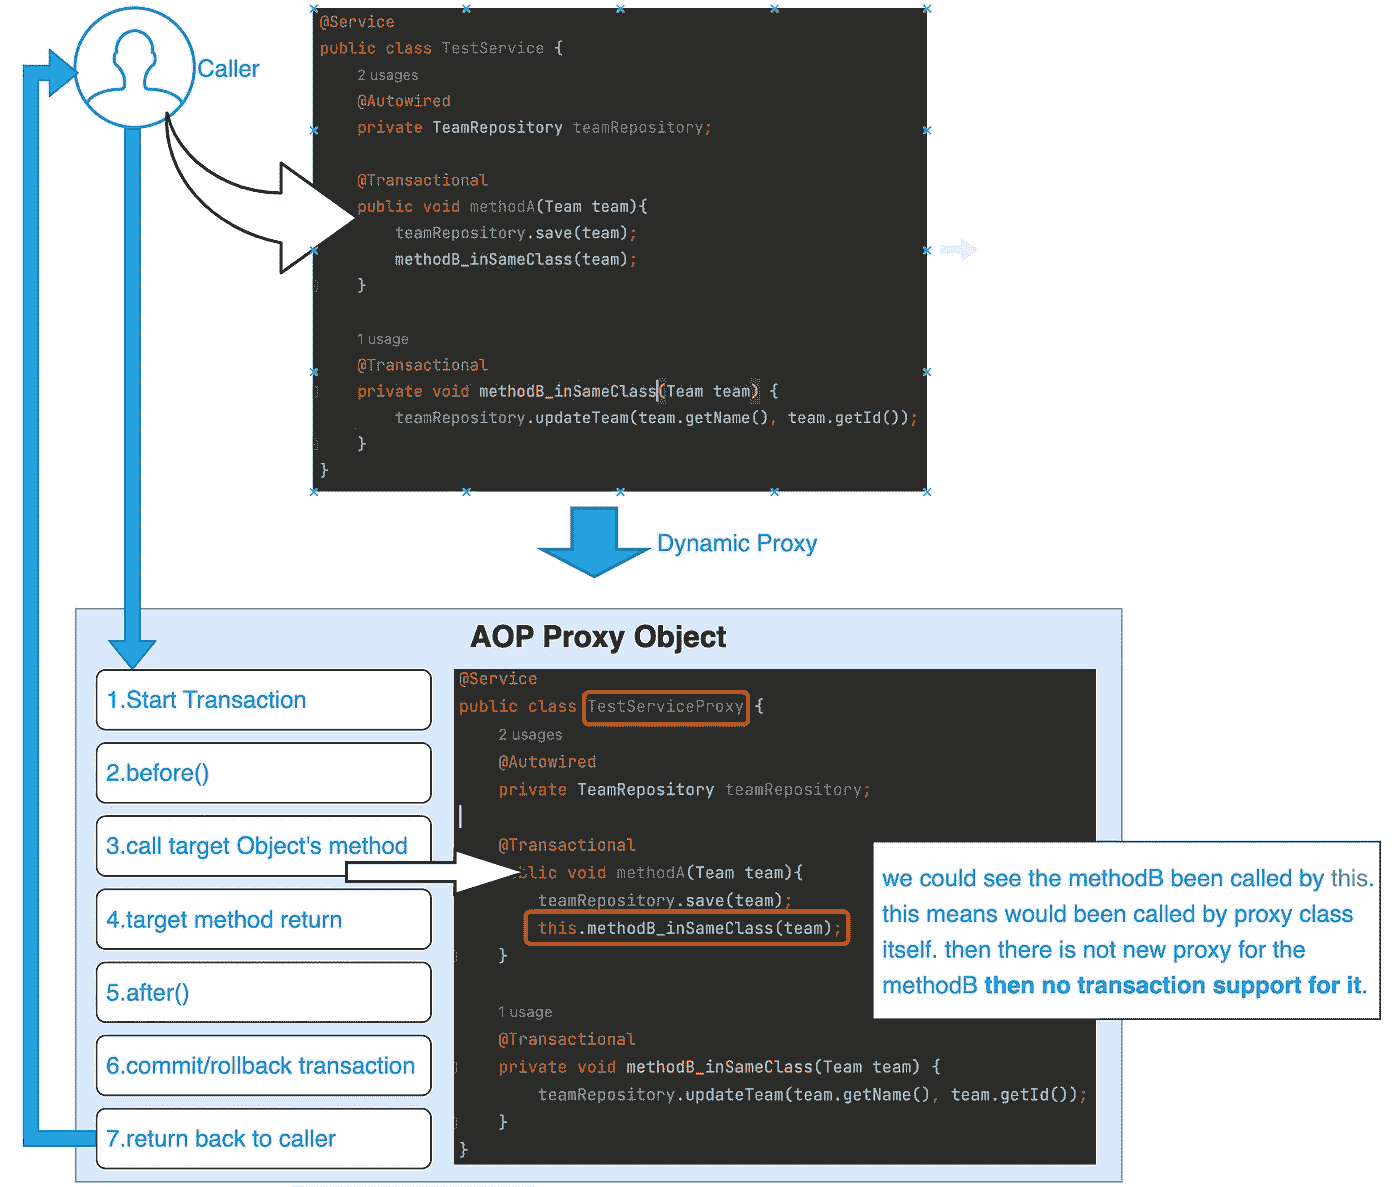 Caller
@Service
public class TestService {
2 usages
@Autowired
private TeamRepository teamRepository;
@Transactional
public void methodA(Team team){
teamRepository.save(team);
methodB_inSameClass(team);
}
1 usage
@Transactional
private void methodB_inSameClass(Team team) {
teamRepository.updateTeam(team.getName(), team.getId());
}
}
Dynamic Proxy
AOP Proxy Object
1.Start Transaction
2.before()
3.call target Object's method
4.target method return
5.after()
6.commit/rollback transaction
7.return back to caller
@Service
public class TestServiceProxy {
2 usages
@Autowired
private TeamRepository teamRepository;
@Transactional
blic void methodA(Team team){
teamRepository.save(team);
this.methodB_inSameClass(team);
}
1 usage
@Transactional
private void methodB_inSameClass(Team team) {
teamRepository.updateTeam(team.getName(), team.getId());
}
}
we could see the methodB been called by this.
this means would been called by proxy class
itself. then there is not new proxy for the
methodB then no transaction support for it.